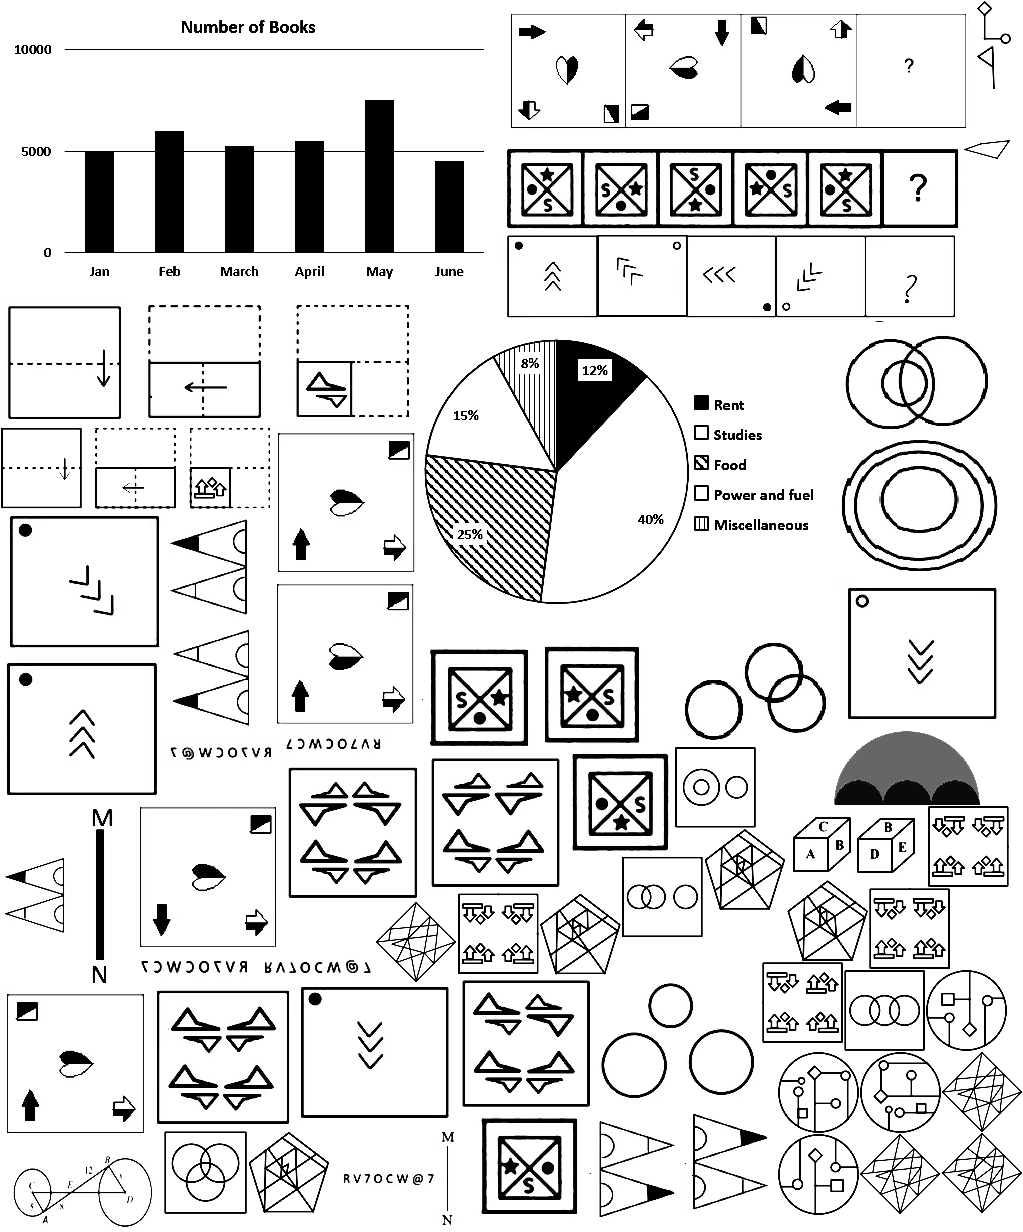 Number of Books
10000
5000
0
Jan Feb March April May June
?
S S S S S ?
?
8% 12%
15%
40%
25%
Rent
Studies
Food
Power and fuel
Miscellaneous
S S
S
M
N
C
A B
B
D E
RV7OCW@7
M
N
S
B
12
C E D
A 8